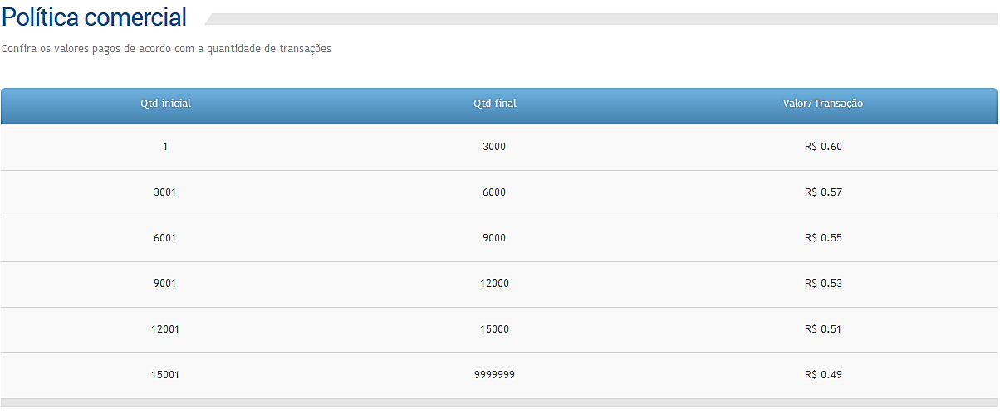 Política comercial
Confira os valores pagos de acordo com a quantidade de transações
Qtd inicial Qtd final Valor/Transação
1 3000 R$ 0.60
3001 6000 R$ 0.57
6001 9000 R$ 0.55
9001 12000 R$ 0.53
12001 15000 R$ 0.51
15001 9999999 R$ 0.49